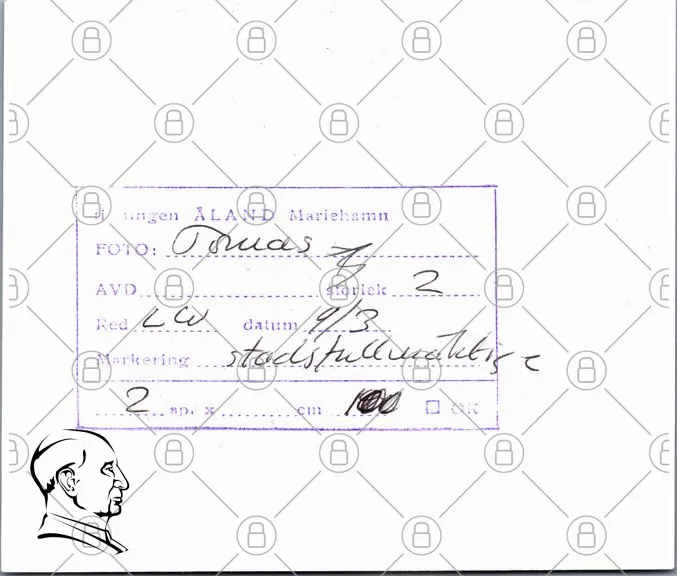 Tidningen ÅLAND Mariehamn
FOTO: Tomas
AVD storlek 2
Red LW datum 9/3
Markering stadsfullmäktige
2 sp. x cm 100 OK